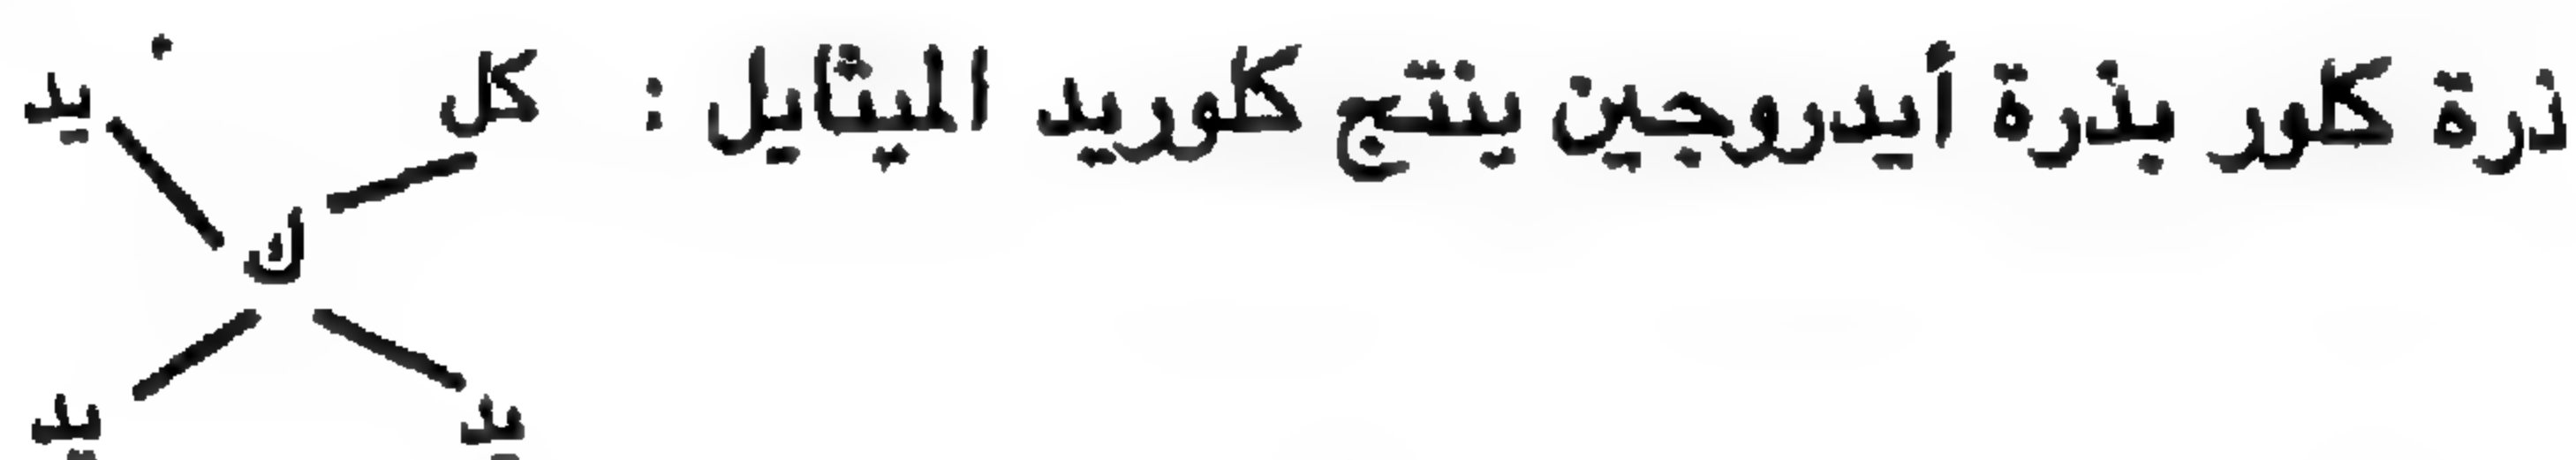 ذرة كلور بذرة أيدروجين ينتج كلوريد الميثايل :
كل يد
ك
يد يد